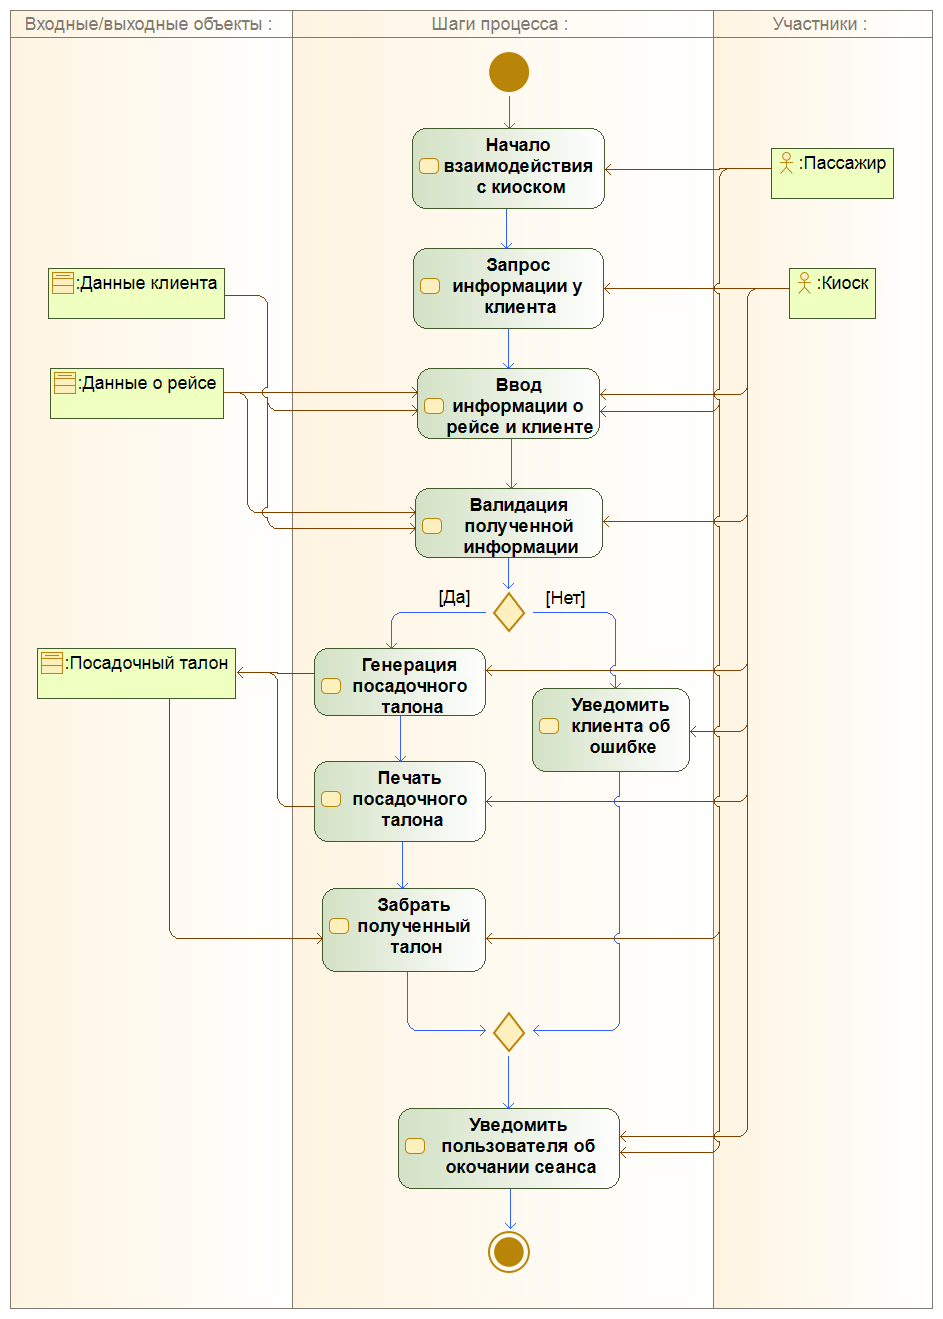 Входные/выходные объекты :
Шаги процесса :
Участники :
Начало
взаимодействия
с киоском
:Пассажир
Запрос
информации у
клиента
:Данные клиента
:Киоск
Ввод
информации о
рейсе и клиенте
:Данные о рейсе
Валидация
полученной
информации
[Да]
[Нет]
Генерация
посадочного
талона
:Посадочный талон
Уведомить
клиента об
ошибке
Печать
посадочного
талона
Забрать
полученный
талон
Уведомить
пользователя об
окочании сеанса